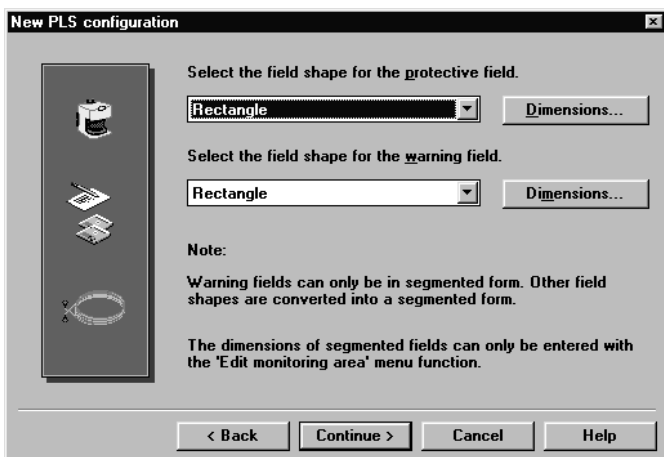 New PLS configuration
Select the field shape for the protective field.
Rectangle
Dimensions...
Select the field shape for the warning field.
Rectangle
Dimensions...
Note:
Warning fields can only be in segmented form. Other field
shapes are converted into a segmented form.
The dimensions of segmented fields can only be entered with
the 'Edit monitoring area' menu function.
< Back
Continue >
Cancel
Help